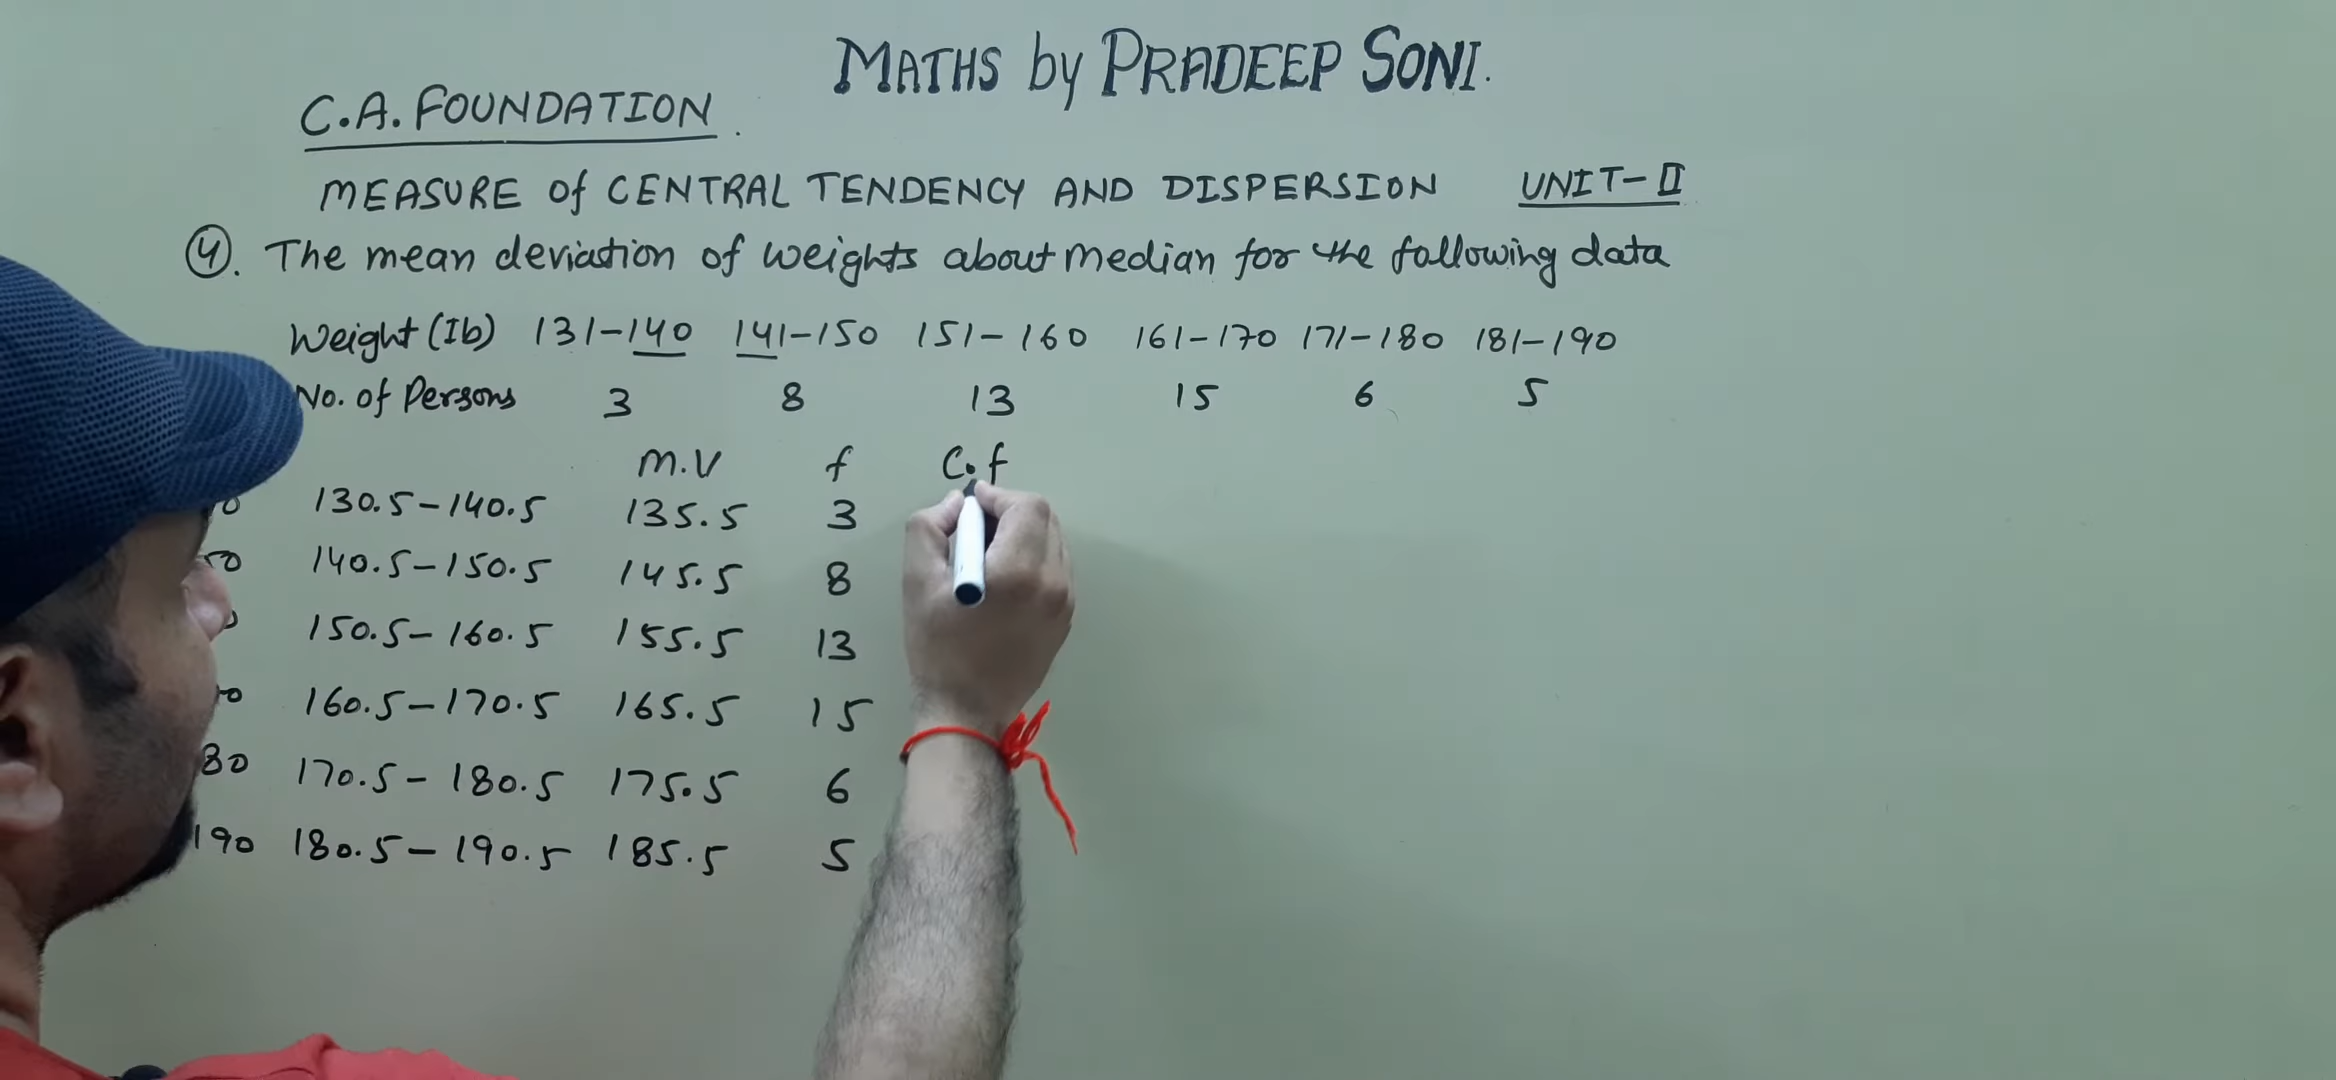 MATHS by PRADEEP SONI.
C.A. FOUNDATION.
MEASURE of CENTRAL TENDENCY AND DISPERSION UNIT-II
4. The mean deviation of weights about median for the following data
Weight (Ib) 131-140 141-150 151-160 161-170 171-180 181-190
No. of Persons 3 8 13 15 6 5
M.V f C.f
130.5-140.5 135.5 3
140.5-150.5 145.5 8
150.5-160.5 155.5 13
160.5-170.5 165.5 15
80 170.5-180.5 175.5 6
190 180.5-190.5 185.5 5